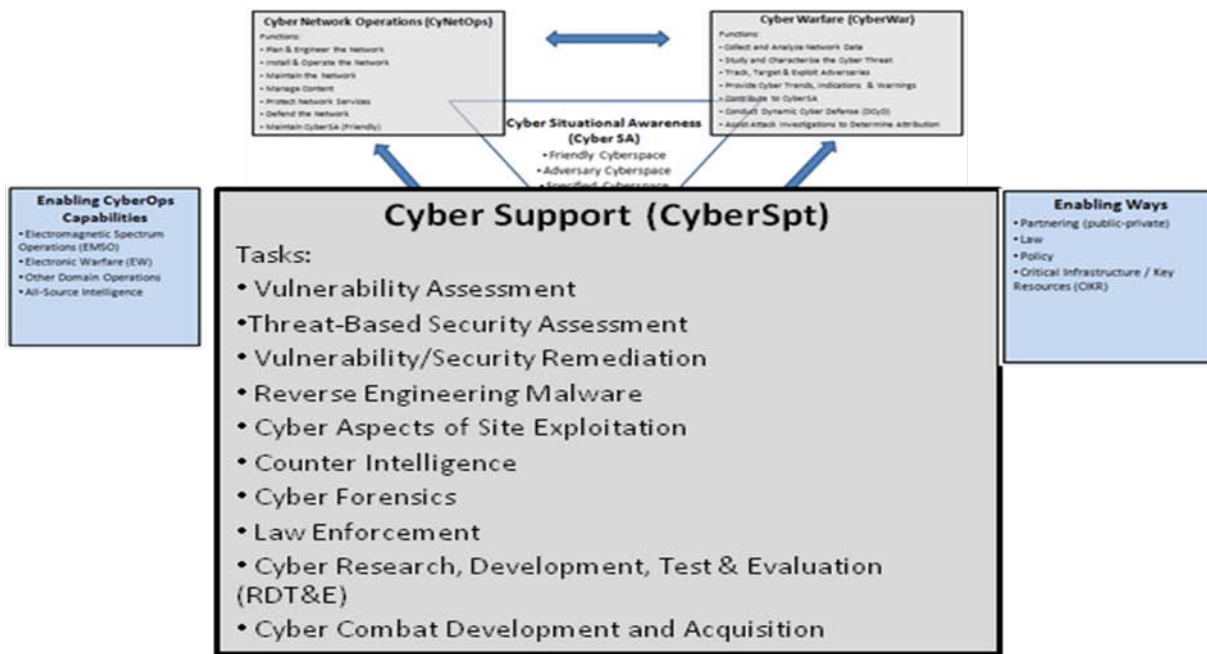 Cyber Network Operations (CyNetOps)
Functions:
• Plan & Engineer the Network
• Install & Operate the Network
• Maintain the Network
• Manage Content
• Protect Network Services
• Defend the Network
• Maintain CyberSA (Friendly)
Cyber Warfare (CyberWar)
Functions:
• Collect and Analyze Network Data
• Study and Characterize the Cyber Threat
• Track, Target & Exploit Adversaries
• Provide Cyber Trends, Indications & Warnings
• Contribute to CyberSA
• Conduct Dynamic Cyber Defense (DCyD)
• Assist Attack Investigations to Determine Attribution
Cyber Situational Awareness
(Cyber SA)
• Friendly Cyberspace
• Adversary Cyberspace
• Specified Cyberspace
Enabling CyberOps
Capabilities
• Electromagnetic Spectrum
Operations (EMSO)
• Electronic Warfare (EW)
• Other Domain Operations
• All-Source Intelligence
Cyber Support (CyberSpt)
Tasks:
• Vulnerability Assessment
•Threat-Based Security Assessment
• Vulnerability/Security Remediation
• Reverse Engineering Malware
• Cyber Aspects of Site Exploitation
• Counter Intelligence
• Cyber Forensics
• Law Enforcement
• Cyber Research, Development, Test & Evaluation
(RDT&E)
• Cyber Combat Development and Acquisition
Enabling Ways
• Partnering (public-private)
• Law
• Policy
• Critical Infrastructure / Key
Resources (CIKR)